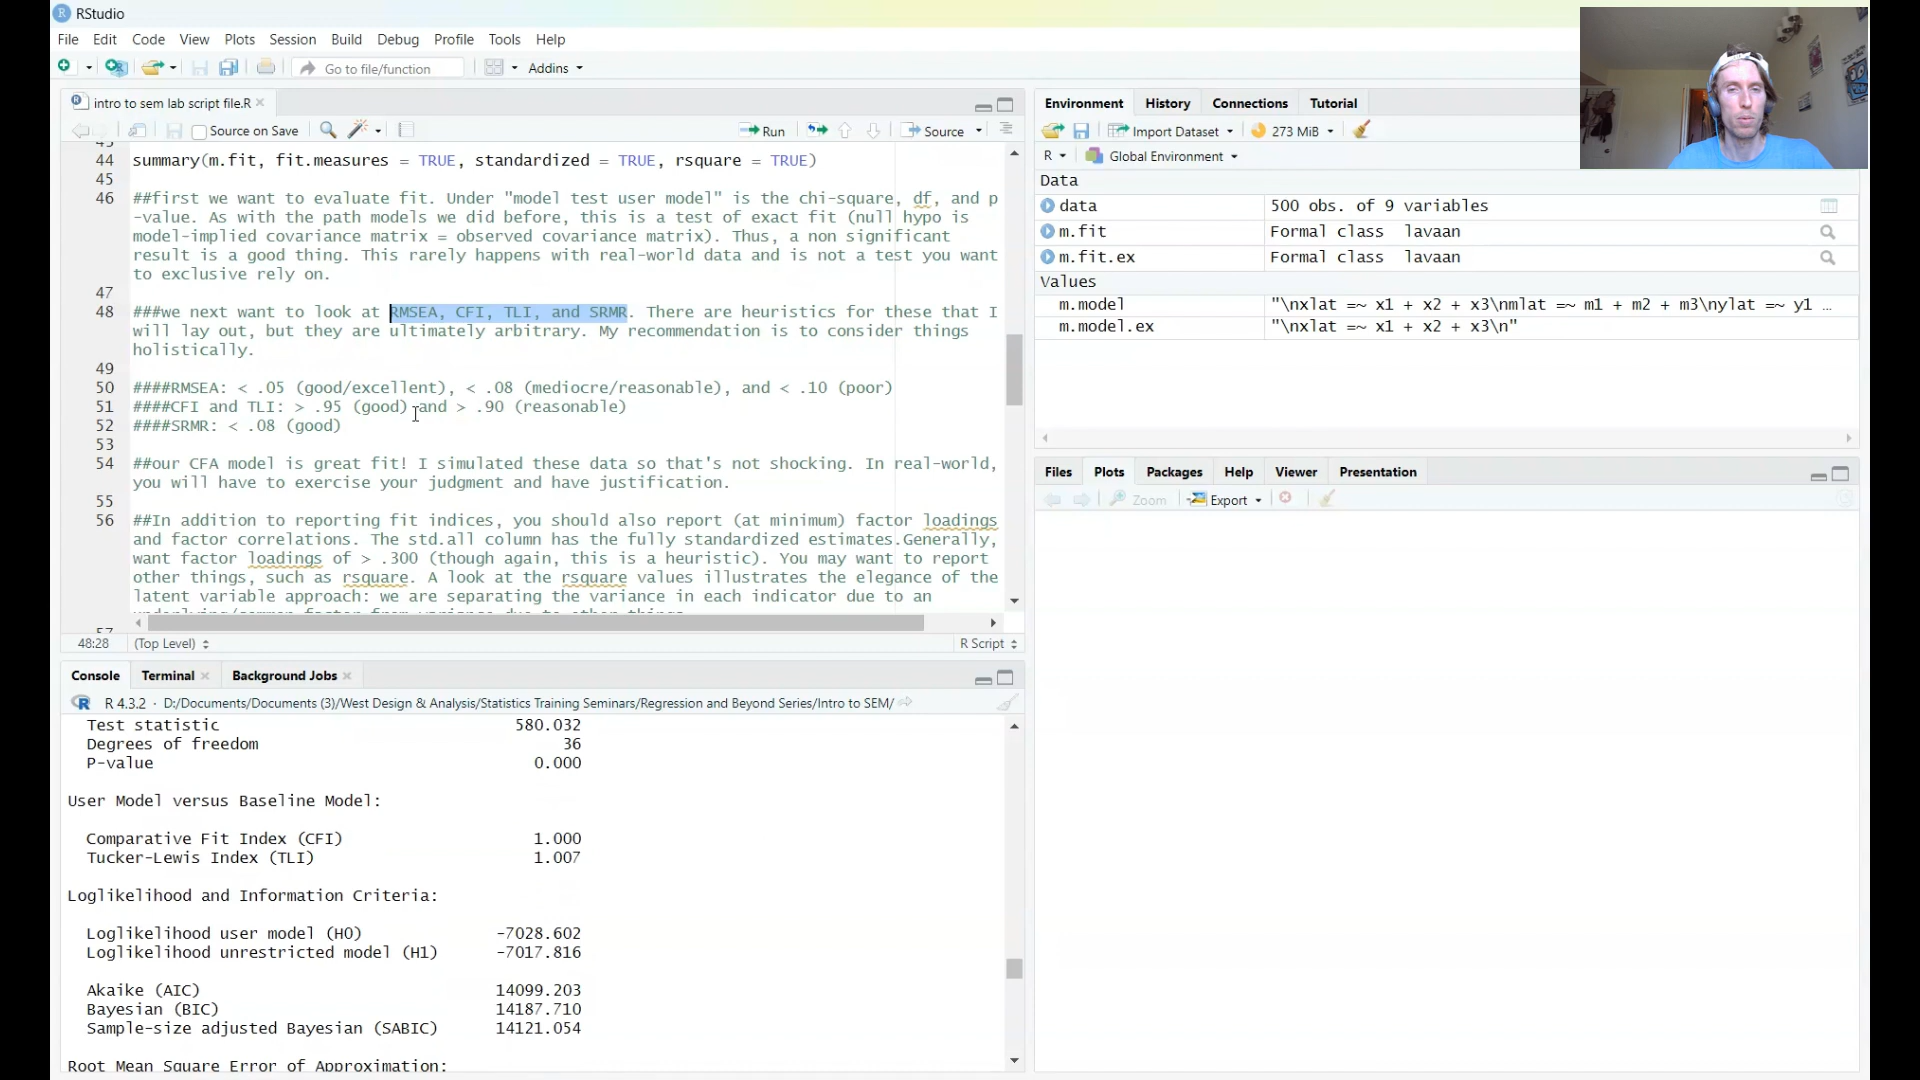 RStudio
File Edit Code View Plots Session Build Debug Profile Tools Help
Go to file/function Addins
intro to sem lab script file.R
Source on Save Run Source
44 summary(m.fit, fit.measures = TRUE, standardized = TRUE, rsquare = TRUE)
45
46 ##first we want to evaluate fit. Under "model test user model" is the chi-square, df, and p
-value. As with the path models we did before, this is a test of exact fit (null hypo is
model-implied covariance matrix = observed covariance matrix). Thus, a non significant
result is a good thing. This rarely happens with real-world data and is not a test you want
to exclusive rely on.
47
48 ###we next want to look at RMSEA, CFI, TLI, and SRMR. There are heuristics for these that I
will lay out, but they are ultimately arbitrary. My recommendation is to consider things
holistically.
49
50 ####RMSEA: < .05 (good/excellent), < .08 (mediocre/reasonable), and < .10 (poor)
51 ####CFI and TLI: > .95 (good) and > .90 (reasonable)
52 ####SRMR: < .08 (good)
53
54 ##our CFA model is great fit! I simulated these data so that's not shocking. In real-world,
you will have to exercise your judgment and have justification.
55
56 ##In addition to reporting fit indices, you should also report (at minimum) factor loadings
and factor correlations. The std.all column has the fully standardized estimates.Generally,
want factor loadings of > .300 (though again, this is a heuristic). You may want to report
other things, such as rsquare. A look at the rsquare values illustrates the elegance of the
latent variable approach: we are separating the variance in each indicator due to an
48:28 (Top Level) R Script
Console Terminal Background Jobs
R 4.3.2 · D:/Documents/Documents (3)/West Design & Analysis/Statistics Training Seminars/Regression and Beyond Series/Intro to SEM/
Test statistic 580.032
Degrees of freedom 36
P-value 0.000
User Model versus Baseline Model:
Comparative Fit Index (CFI) 1.000
Tucker-Lewis Index (TLI) 1.007
Loglikelihood and Information Criteria:
Loglikelihood user model (H0) -7028.602
Loglikelihood unrestricted model (H1) -7017.816
Akaike (AIC) 14099.203
Bayesian (BIC) 14187.710
Sample-size adjusted Bayesian (SABIC) 14121.054
Root Mean Square Error of Approximation:
Environment History Connections Tutorial
Import Dataset 273 MiB
R Global Environment
Data
data 500 obs. of 9 variables
m.fit Formal class lavaan
m.fit.ex Formal class lavaan
Values
m.model "\nxlat =~ x1 + x2 + x3\nmlat =~ m1 + m2 + m3\nylat =~ y1 …
m.model.ex "\nxlat =~ x1 + x2 + x3\n"
Files Plots Packages Help Viewer Presentation
Zoom Export